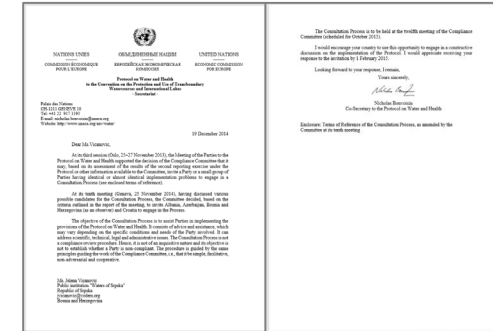 NATIONS UNIES
ОБЪЕДИНЕННЫЕ НАЦИИ
UNITED NATIONS
COMMISSION ÉCONOMIQUE
POUR L'EUROPE
ЕВРОПЕЙСКАЯ ЭКОНОМИЧЕСКАЯ
КОМИССИЯ
ECONOMIC COMMISSION
FOR EUROPE
Protocol on Water and Health
to the Convention on the Protection and Use of Transboundary
Watercourses and International Lakes
- Secretariat -
Palais des Nations
CH-1211 GENEVE 10
19 December 2014
Dear Ms. Vicanovic,
At its third session (Oslo, 25-27 November 2013), the Meeting of the Parties to the
Protocol on Water and Health supported the decision of the Compliance Committee that it
may, based on its assessment of the results of the second reporting exercise under the
Protocol or other information available to the Committee, invite a Party or a small group of
Parties having identical or almost identical implementation problems to engage in a
Consultation Process (see enclosed terms of reference).
At its tenth meeting (Geneva, 25 November 2014), having discussed various
possible candidates for the Consultation Process, the Committee decided, based on the
criteria outlined in the report of the meeting, to invite Albania, Azerbaijan, Bosnia and
Herzegovina (as an observer) and Croatia to engage in the Process.
The objective of the Consultation Process is to assist Parties in implementing the
provisions of the Protocol on Water and Health. It consists of advice and assistance, which
may vary depending on the specific conditions and needs of the Party involved. It can
address scientific, technical, legal and administrative issues. The Consultation Process is not
a compliance review procedure. Hence, it is not of an inquisitive nature and its objective is
not to establish whether a Party is non-compliant. The procedure is guided by the same
principles guiding the work of the Compliance Committee, i.e., that it be simple, facilitative,
non-adversarial and cooperative.
Ms. Jelena Vicanovic
Public institution "Waters of Srpska"
Republic of Srpska
jvicanovic@voders.org
Bosnia and Herzegovina
The Consultation Process is to be held at the twelfth meeting of the Compliance
Committee (scheduled for October 2015).
I would encourage your country to use this opportunity to engage in a constructive
discussion on the implementation of the Protocol. I would appreciate receiving your
response to the invitation by 1 February 2015.
Looking forward to your response, I remain,
Yours sincerely,
Nicholas Bonvoisin
Co-Secretary to the Protocol on Water and Health
Enclosure: Terms of Reference of the Consultation Process, as amended by the
Committee at its tenth meeting